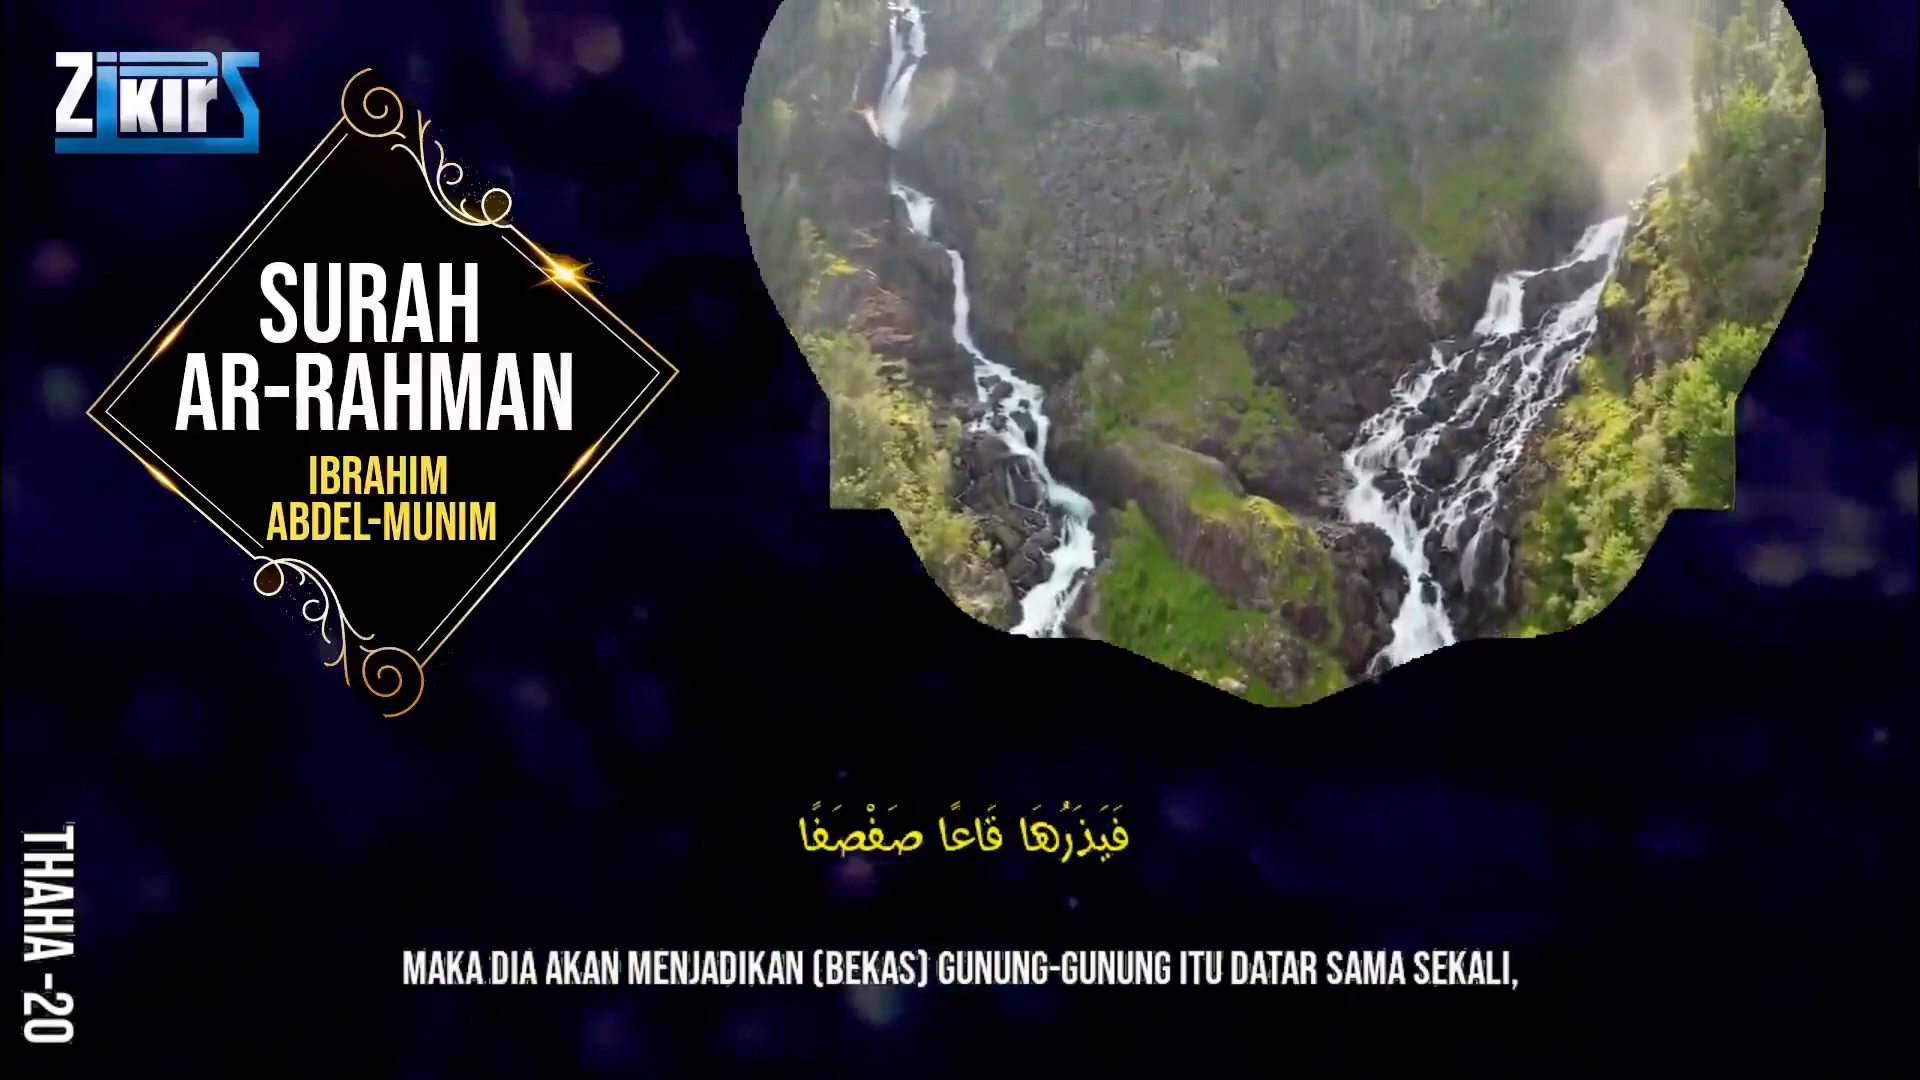 Zikir
SURAH
AR-RAHMAN
IBRAHIM
ABDEL-MUNIM
فَيَذَرُهَا قَاعًا صَفْصَفًا
MAKA DIA AKAN MENJADIKAN (BEKAS) GUNUNG-GUNUNG ITU DATAR SAMA SEKALI,
THAHA -20